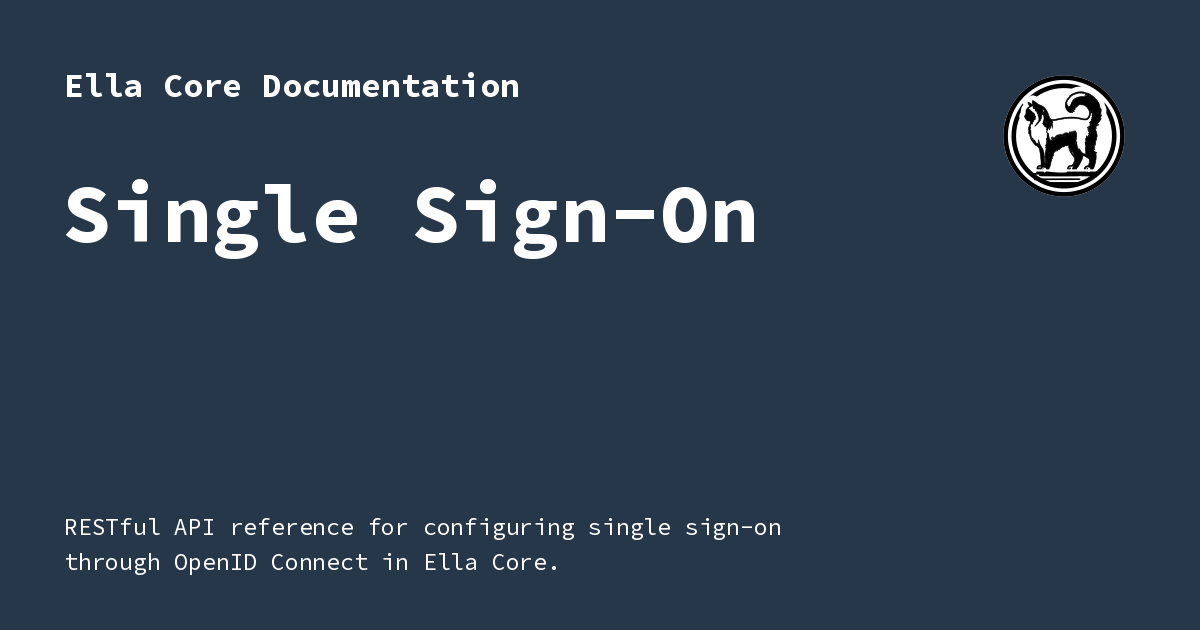 Ella Core Documentation
Single Sign-On
RESTful API reference for configuring single sign-on
through OpenID Connect in Ella Core.